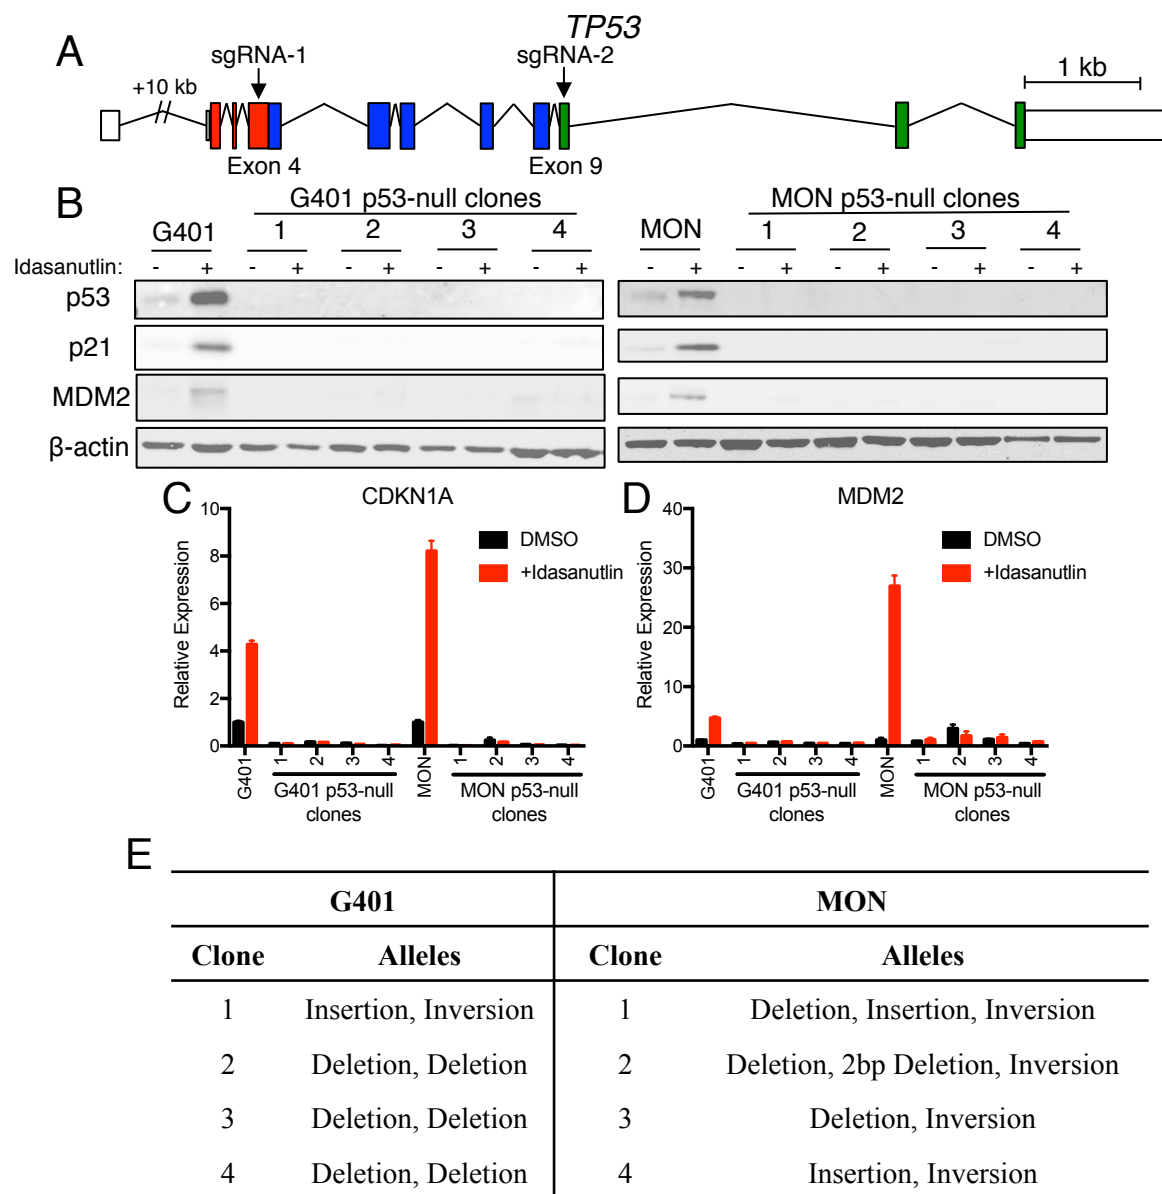 A
TP53
sgRNA-1
sgRNA-2
+10 kb
1 kb
Exon 4
Exon 9
B
G401 p53-null clones
MON p53-null clones
G401
1
2
3
4
MON
1
2
3
4
Idasanutlin:
- + - + - + - + - +
- + - + - + - + - +
p53
p21
MDM2
β-actin
C
CDKN1A
Relative Expression
10
8
6
4
2
0
DMSO
+Idasanutlin
G401
1
2
3
4
MON
1
2
3
4
G401 p53-null
clones
MON p53-null
clones
D
MDM2
Relative Expression
40
30
20
10
0
DMSO
+Idasanutlin
G401
1
2
3
4
MON
1
2
3
4
G401 p53-null
clones
MON p53-null
clones
E
G401 MON
Clone Alleles Clone Alleles
1 Insertion, Inversion 1 Deletion, Insertion, Inversion
2 Deletion, Deletion 2 Deletion, 2bp Deletion, Inversion
3 Deletion, Deletion 3 Deletion, Inversion
4 Deletion, Deletion 4 Insertion, Inversion